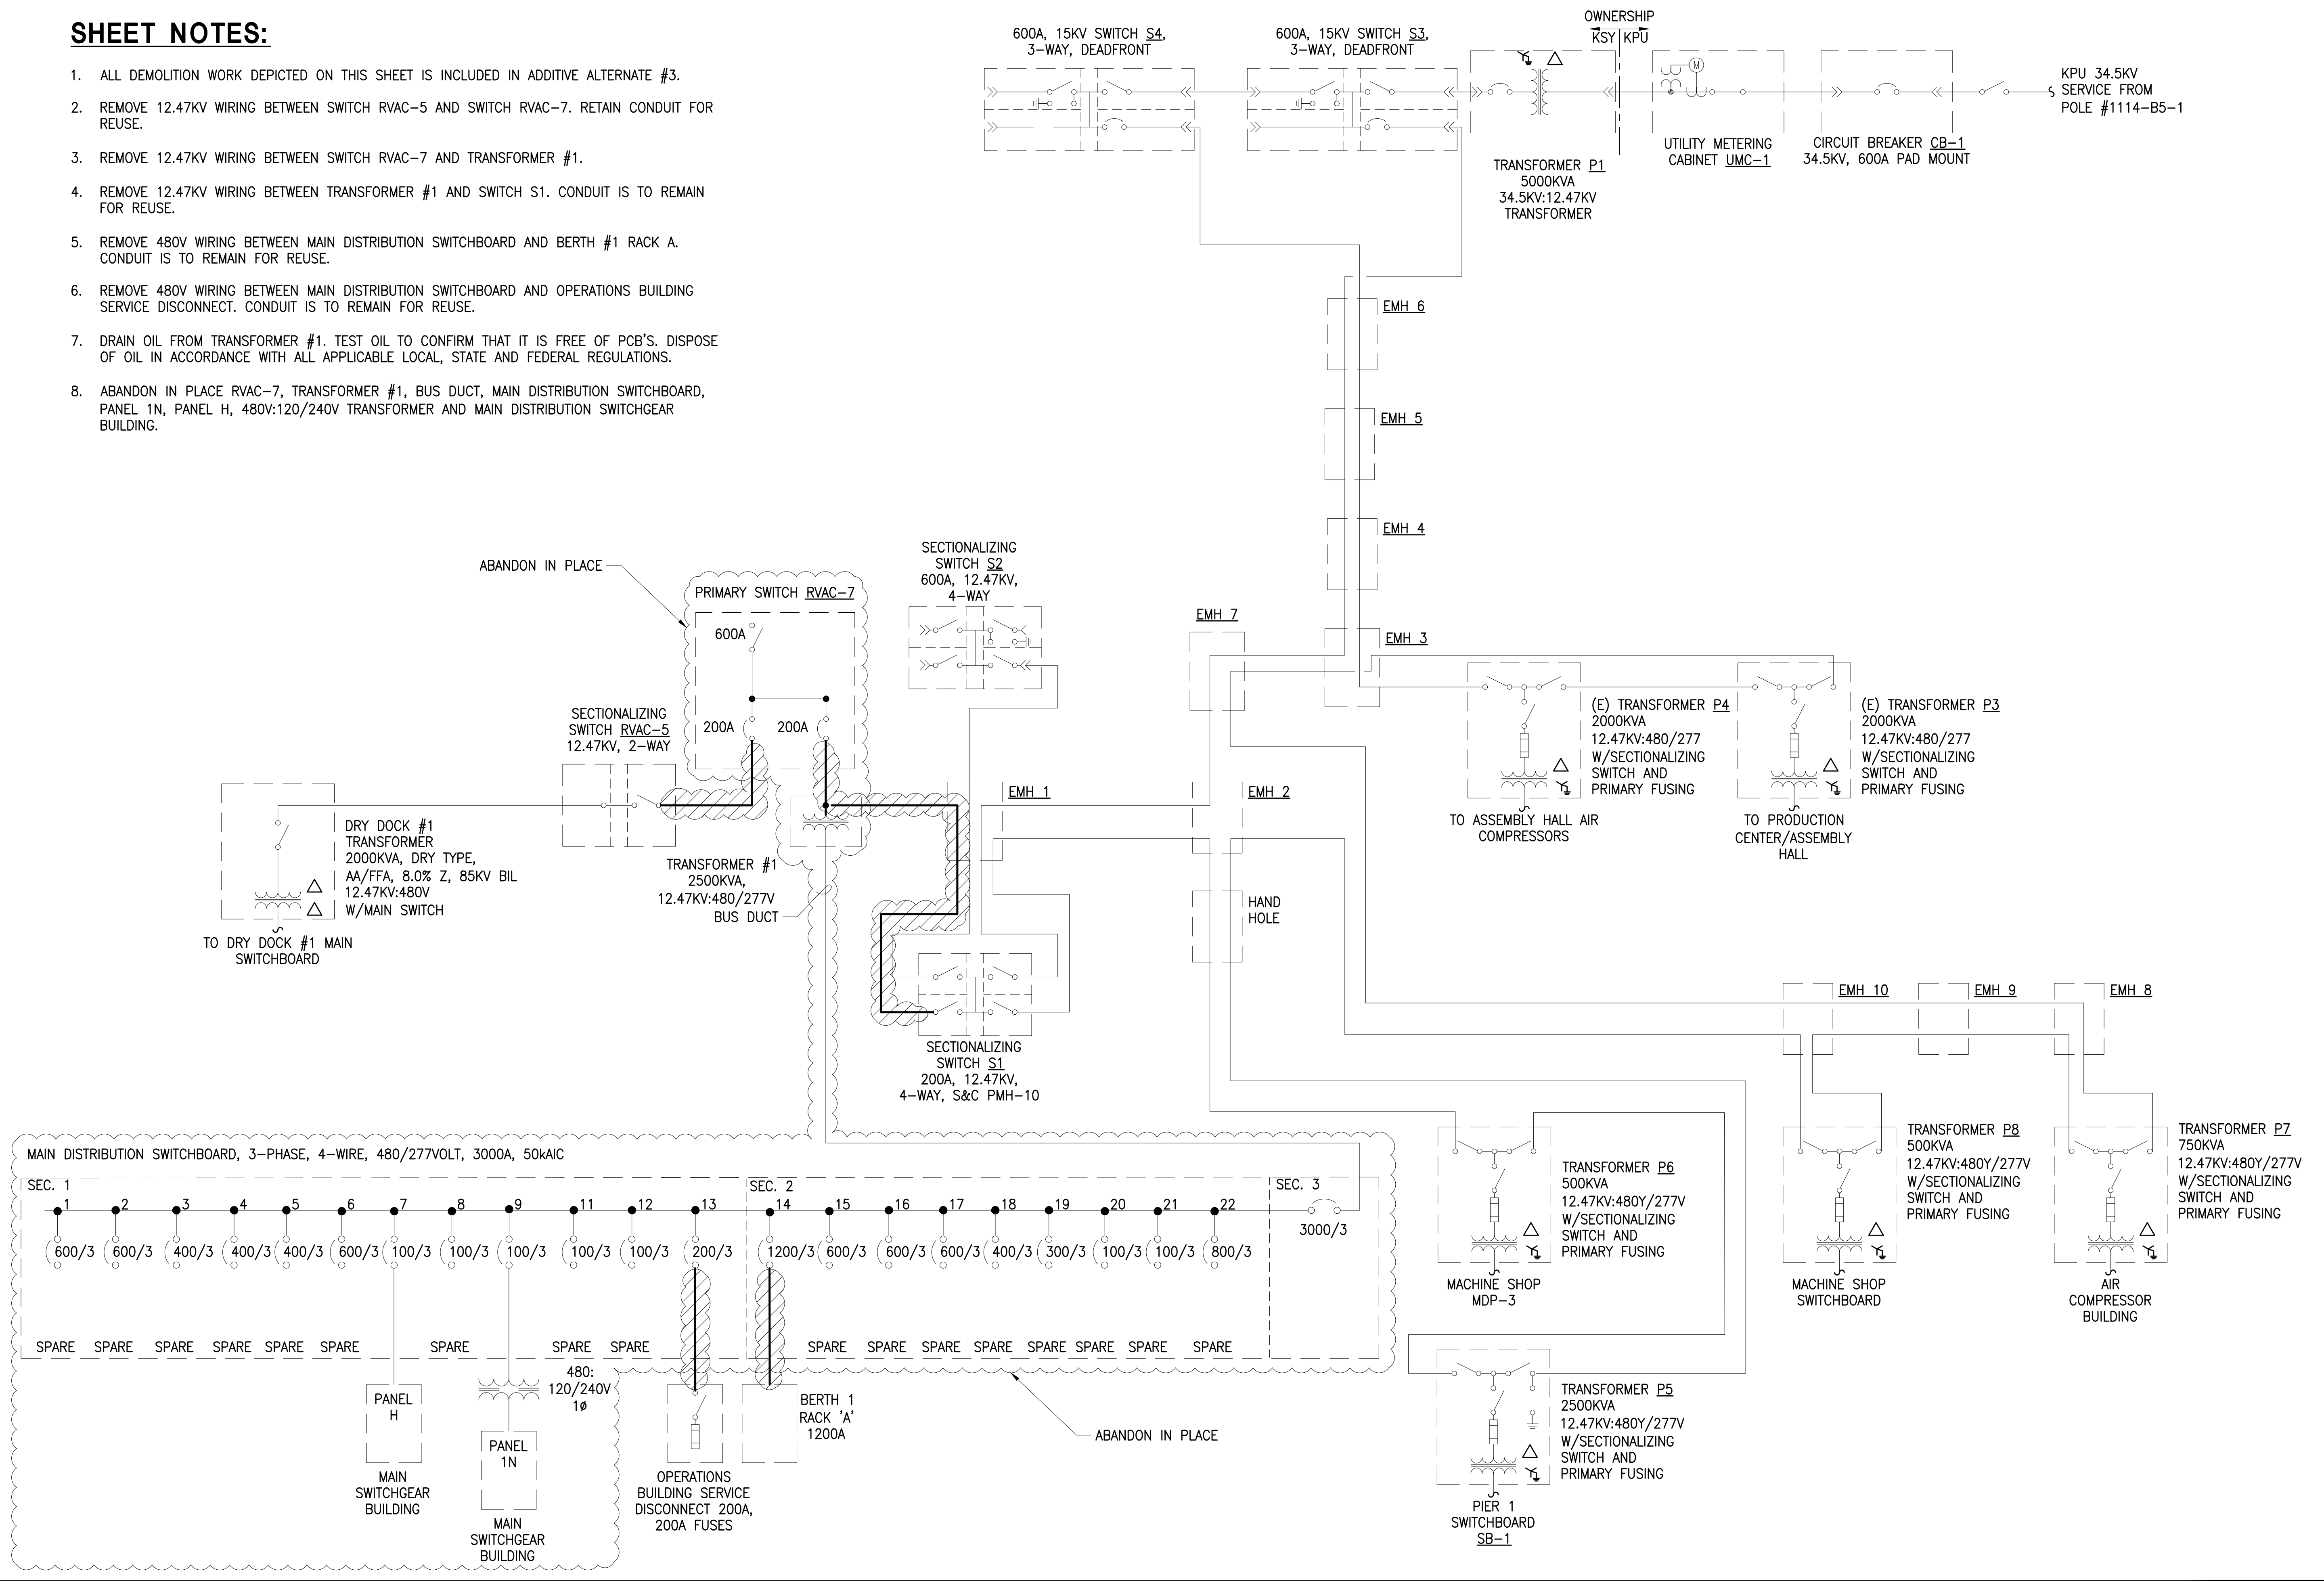 SHEET NOTES:
1. ALL DEMOLITION WORK DEPICTED ON THIS SHEET IS INCLUDED IN ADDITIVE ALTERNATE #3.
2. REMOVE 12.47KV WIRING BETWEEN SWITCH RVAC-5 AND SWITCH RVAC-7. RETAIN CONDUIT FOR
REUSE.
3. REMOVE 12.47KV WIRING BETWEEN SWITCH RVAC-7 AND TRANSFORMER #1.
4. REMOVE 12.47KV WIRING BETWEEN TRANSFORMER #1 AND SWITCH S1. CONDUIT IS TO REMAIN
FOR REUSE.
5. REMOVE 480V WIRING BETWEEN MAIN DISTRIBUTION SWITCHBOARD AND BERTH #1 RACK A.
CONDUIT IS TO REMAIN FOR REUSE.
6. REMOVE 480V WIRING BETWEEN MAIN DISTRIBUTION SWITCHBOARD AND OPERATIONS BUILDING
SERVICE DISCONNECT. CONDUIT IS TO REMAIN FOR REUSE.
7. DRAIN OIL FROM TRANSFORMER #1. TEST OIL TO CONFIRM THAT IT IS FREE OF PCB'S. DISPOSE
OF OIL IN ACCORDANCE WITH ALL APPLICABLE LOCAL, STATE AND FEDERAL REGULATIONS.
8. ABANDON IN PLACE RVAC-7, TRANSFORMER #1, BUS DUCT, MAIN DISTRIBUTION SWITCHBOARD,
PANEL 1N, PANEL H, 480V:120/240V TRANSFORMER AND MAIN DISTRIBUTION SWITCHGEAR
BUILDING.
600A, 15KV SWITCH S4,
3-WAY, DEADFRONT
600A, 15KV SWITCH S3,
3-WAY, DEADFRONT
OWNERSHIP
KSY KPU
M
TRANSFORMER P1
5000KVA
34.5KV:12.47KV
TRANSFORMER
UTILITY METERING
CABINET UMC-1
CIRCUIT BREAKER CB-1
34.5KV, 600A PAD MOUNT
KPU 34.5KV
SERVICE FROM
POLE #1114-B5-1
EMH 6
EMH 5
EMH 4
EMH 7
EMH 3
ABANDON IN PLACE
PRIMARY SWITCH RVAC-7
600A
200A
200A
SECTIONALIZING
SWITCH S2
600A, 12.47KV,
4-WAY
SECTIONALIZING
SWITCH RVAC-5
12.47KV, 2-WAY
(E) TRANSFORMER P4
2000KVA
12.47KV:480/277
W/SECTIONALIZING
SWITCH AND
PRIMARY FUSING
TO ASSEMBLY HALL AIR
COMPRESSORS
(E) TRANSFORMER P3
2000KVA
12.47KV:480/277
W/SECTIONALIZING
SWITCH AND
PRIMARY FUSING
TO PRODUCTION
CENTER/ASSEMBLY
HALL
EMH 1
EMH 2
DRY DOCK #1
TRANSFORMER
2000KVA, DRY TYPE,
AA/FFA, 8.0% Z, 85KV BIL
12.47KV:480V
W/MAIN SWITCH
TO DRY DOCK #1 MAIN
SWITCHBOARD
TRANSFORMER #1
2500KVA,
12.47KV:480/277V
BUS DUCT
HAND
HOLE
SECTIONALIZING
SWITCH S1
200A, 12.47KV,
4-WAY, S&C PMH-10
EMH 10
EMH 9
EMH 8
MAIN DISTRIBUTION SWITCHBOARD, 3-PHASE, 4-WIRE, 480/277VOLT, 3000A, 50kAIC
SEC. 1
SEC. 2
SEC. 3
1 2 3 4 5 6 7 8 9 11 12 13 14 15 16 17 18 19 20 21 22
600/3 600/3 400/3 400/3 400/3 600/3 100/3 100/3 100/3 100/3 100/3 200/3 1200/3 600/3 600/3 600/3 400/3 300/3 100/3 100/3 800/3
3000/3
SPARE SPARE SPARE SPARE SPARE SPARE SPARE SPARE SPARE SPARE SPARE SPARE SPARE SPARE SPARE SPARE SPARE
480:
120/240V
1ø
PANEL
H
MAIN
SWITCHGEAR
BUILDING
PANEL
1N
MAIN
SWITCHGEAR
BUILDING
OPERATIONS
BUILDING SERVICE
DISCONNECT 200A,
200A FUSES
BERTH 1
RACK 'A'
1200A
ABANDON IN PLACE
TRANSFORMER P6
500KVA
12.47KV:480Y/277V
W/SECTIONALIZING
SWITCH AND
PRIMARY FUSING
MACHINE SHOP
MDP-3
TRANSFORMER P8
500KVA
12.47KV:480Y/277V
W/SECTIONALIZING
SWITCH AND
PRIMARY FUSING
MACHINE SHOP
SWITCHBOARD
TRANSFORMER P7
750KVA
12.47KV:480Y/277V
W/SECTIONALIZING
SWITCH AND
PRIMARY FUSING
AIR
COMPRESSOR
BUILDING
TRANSFORMER P5
2500KVA
12.47KV:480Y/277V
W/SECTIONALIZING
SWITCH AND
PRIMARY FUSING
PIER 1
SWITCHBOARD
SB-1